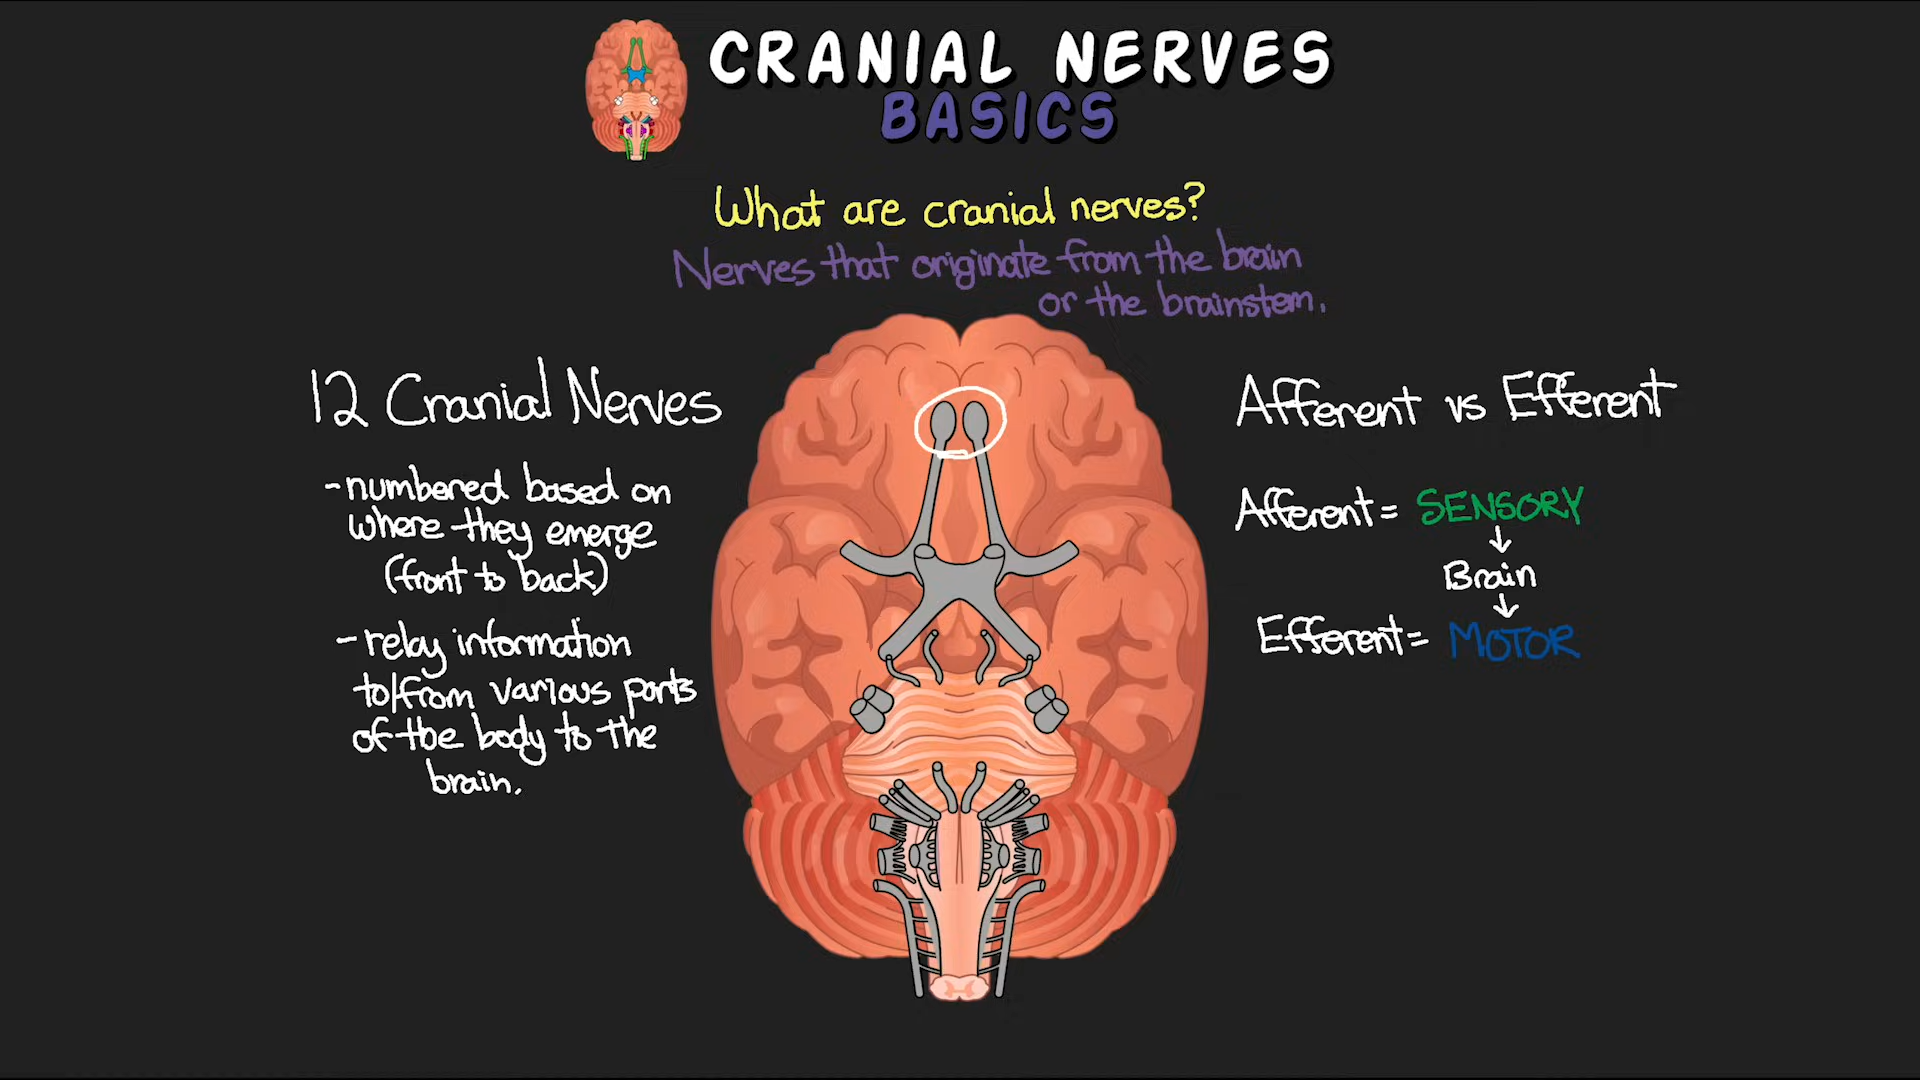 CRANIAL NERVES
BASICS
What are cranial nerves?
Nerves that originate from the brain
or the brainstem.
12 Cranial Nerves
-numbered based on
where they emerge
(front to back)
-relay information
to/from various parts
of the body to the
brain.
Afferent vs Efferent
Afferent = SENSORY
↓
Brain
↓
Efferent = MOTOR